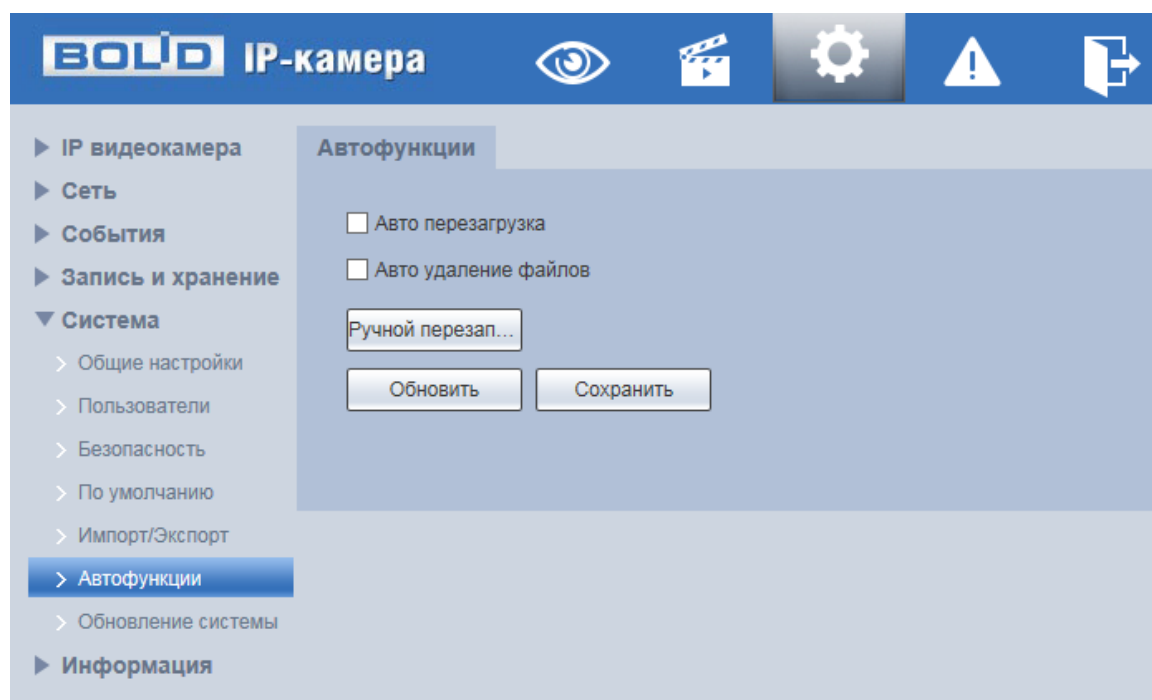 BOLID IP-камера
IP видеокамера
Сеть
События
Запись и хранение
Система
Общие настройки
Пользователи
Безопасность
По умолчанию
Импорт/Экспорт
Автофункции
Обновление системы
Информация
Автофункции
Авто перезагрузка
Авто удаление файлов
Ручной перезап...
Обновить Сохранить